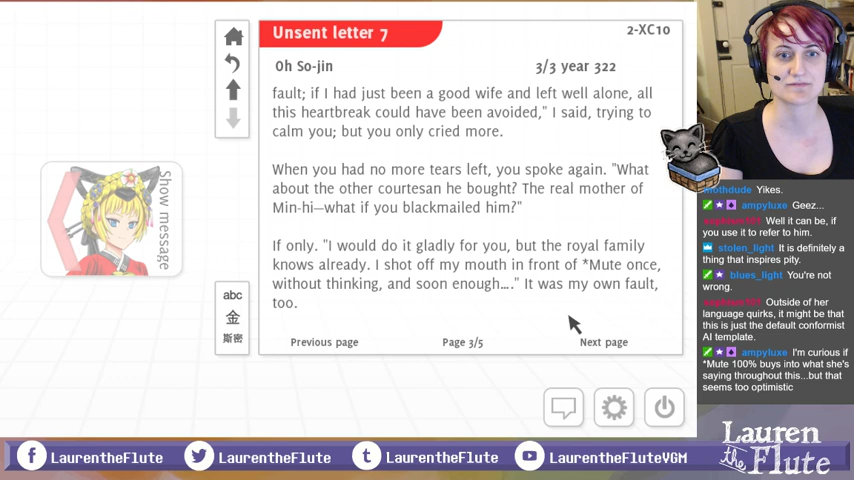 Unsent letter 7
2-XC10
Oh So-jin
3/3 year 322
fault; if I had just been a good wife and left well alone, all
this heartbreak could have been avoided," I said, trying to
calm you; but you only cried more.
When you had no more tears left, you spoke again. "What
about the other courtesan he bought? The real mother of
Min-hi—what if you blackmailed him?"
If only. "I would do it gladly for you, but the royal family
knows already. I shot off my mouth in front of *Mute once,
without thinking, and soon enough...." It was my own fault,
too.
Previous page
Page 3/5
Next page
Show message
abc
金
斯密
Yikes.
ampyluxe Geez...
Well it can be, if
you use it to refer to him.
stolen_light It is definitely a
thing that inspires pity.
blues_light You're not
wrong.
Outside of her
language quirks, it might be that
this is just the default conformist
AI template.
ampyluxe I'm curious if
*Mute 100% buys into what she's
saying throughout this...but that
seems too optimistic
LaurentheFlute
LaurentheFlute
LaurentheFlute
LaurentheFluteVGM
Lauren
the Flute